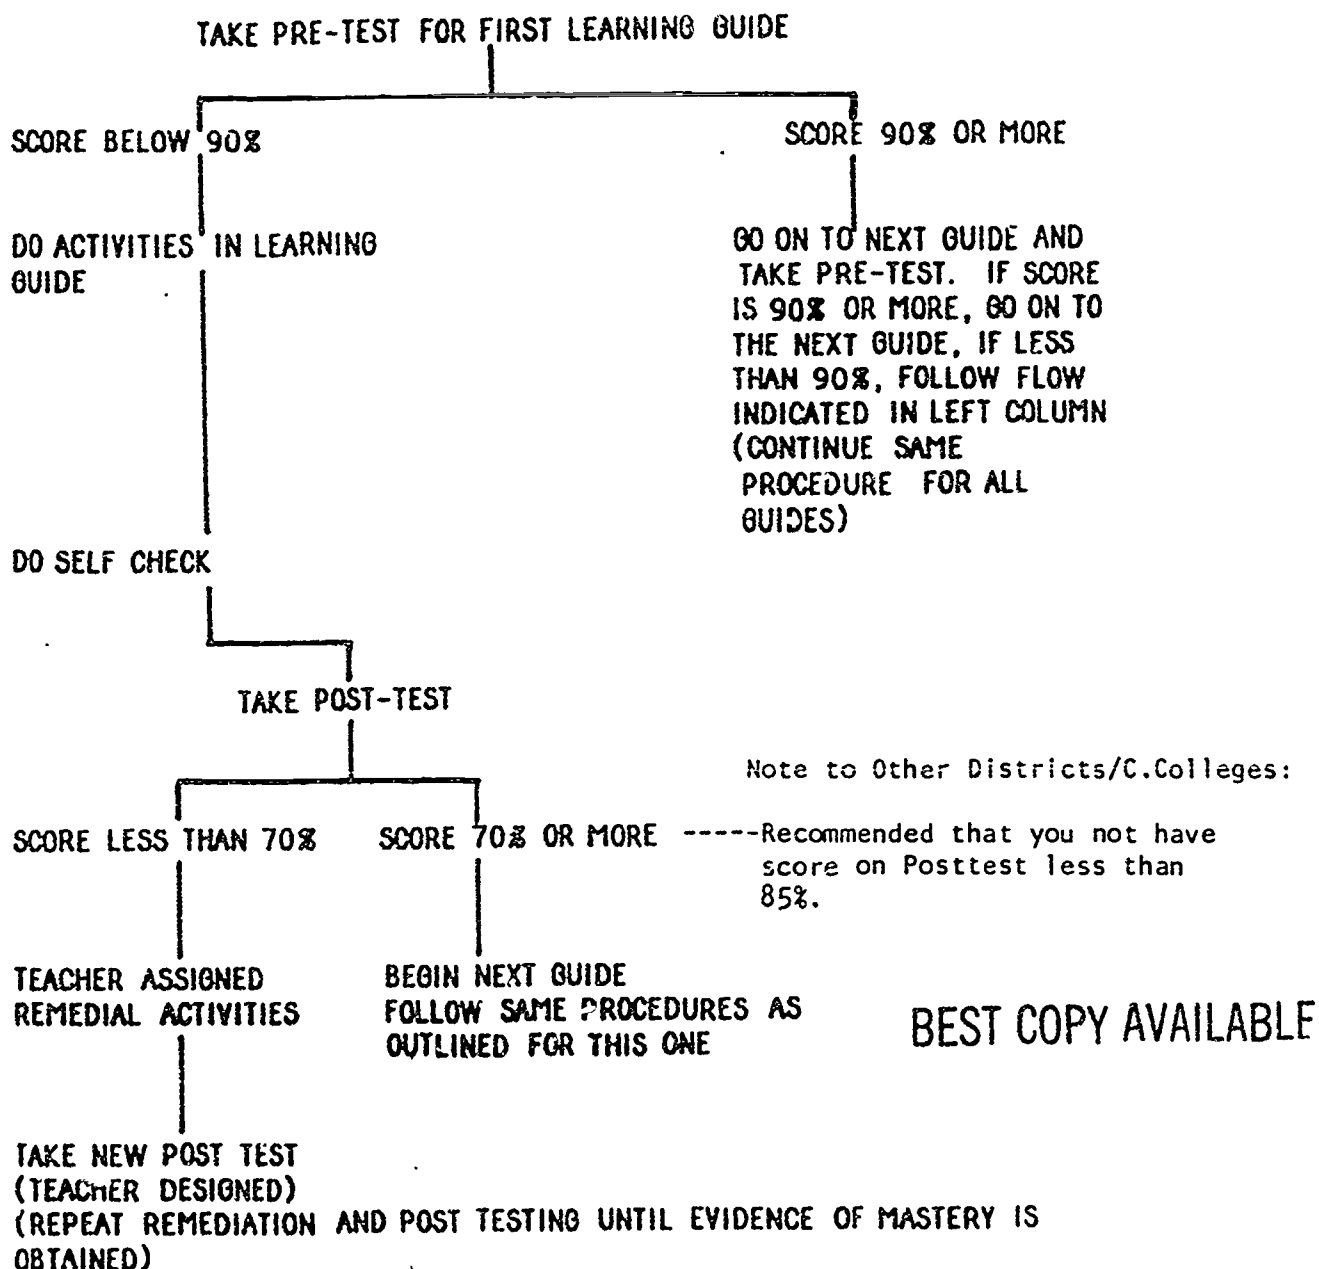 TAKE PRE-TEST FOR FIRST LEARNING GUIDE
SCORE BELOW 90%
SCORE 90% OR MORE
DO ACTIVITIES IN LEARNING
GUIDE
GO ON TO NEXT GUIDE AND
TAKE PRE-TEST. IF SCORE
IS 90% OR MORE, GO ON TO
THE NEXT GUIDE, IF LESS
THAN 90%, FOLLOW FLOW
INDICATED IN LEFT COLUMN
(CONTINUE SAME
PROCEDURE FOR ALL
GUIDES)
DO SELF CHECK
TAKE POST-TEST
SCORE LESS THAN 70%
SCORE 70% OR MORE
Note to Other Districts/C.Colleges:
-----Recommended that you not have
score on Posttest less than
85%.
TEACHER ASSIGNED
REMEDIAL ACTIVITIES
BEGIN NEXT GUIDE
FOLLOW SAME PROCEDURES AS
OUTLINED FOR THIS ONE
BEST COPY AVAILABLE
TAKE NEW POST TEST
(TEACHER DESIGNED)
(REPEAT REMEDIATION AND POST TESTING UNTIL EVIDENCE OF MASTERY IS
OBTAINED)